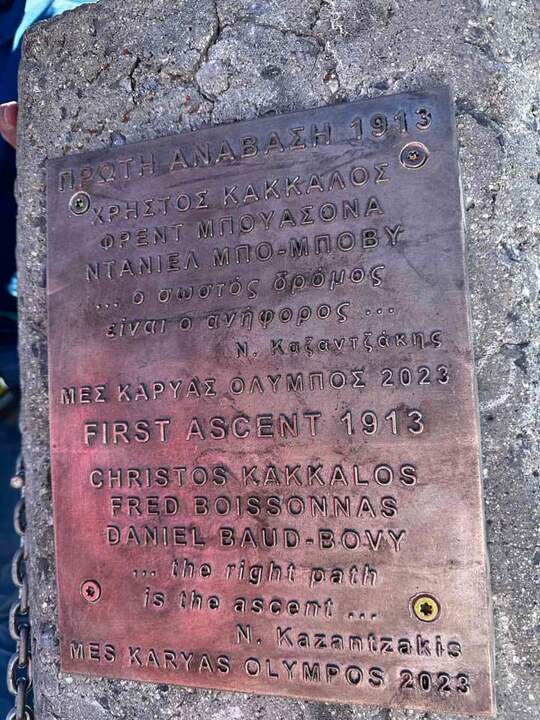 ΠΡΩΤΗ ΑΝΑΒΑΣΗ 1913
ΧΡΗΣΤΟΣ ΚΑΚΚΑΛΟΣ
ΦΡΕΝΤ ΜΠΟΥΑΣΟΝΑ
ΝΤΑΝΙΕΛ ΜΠΟ-ΜΠΟΒΥ
... ο σωστός δρόμος
είναι ο ανήφορος ...
Ν. Καζαντζάκης
ΜΕΣ ΚΑΡΥΑΣ ΟΛΥΜΠΟΣ 2023
FIRST ASCENT 1913
CHRISTOS KAKKALOS
FRED BOISSONNAS
DANIEL BAUD-BOVY
... the right path
is the ascent ...
N. Kazantzakis
MES KARYAS OLYMPOS 2023